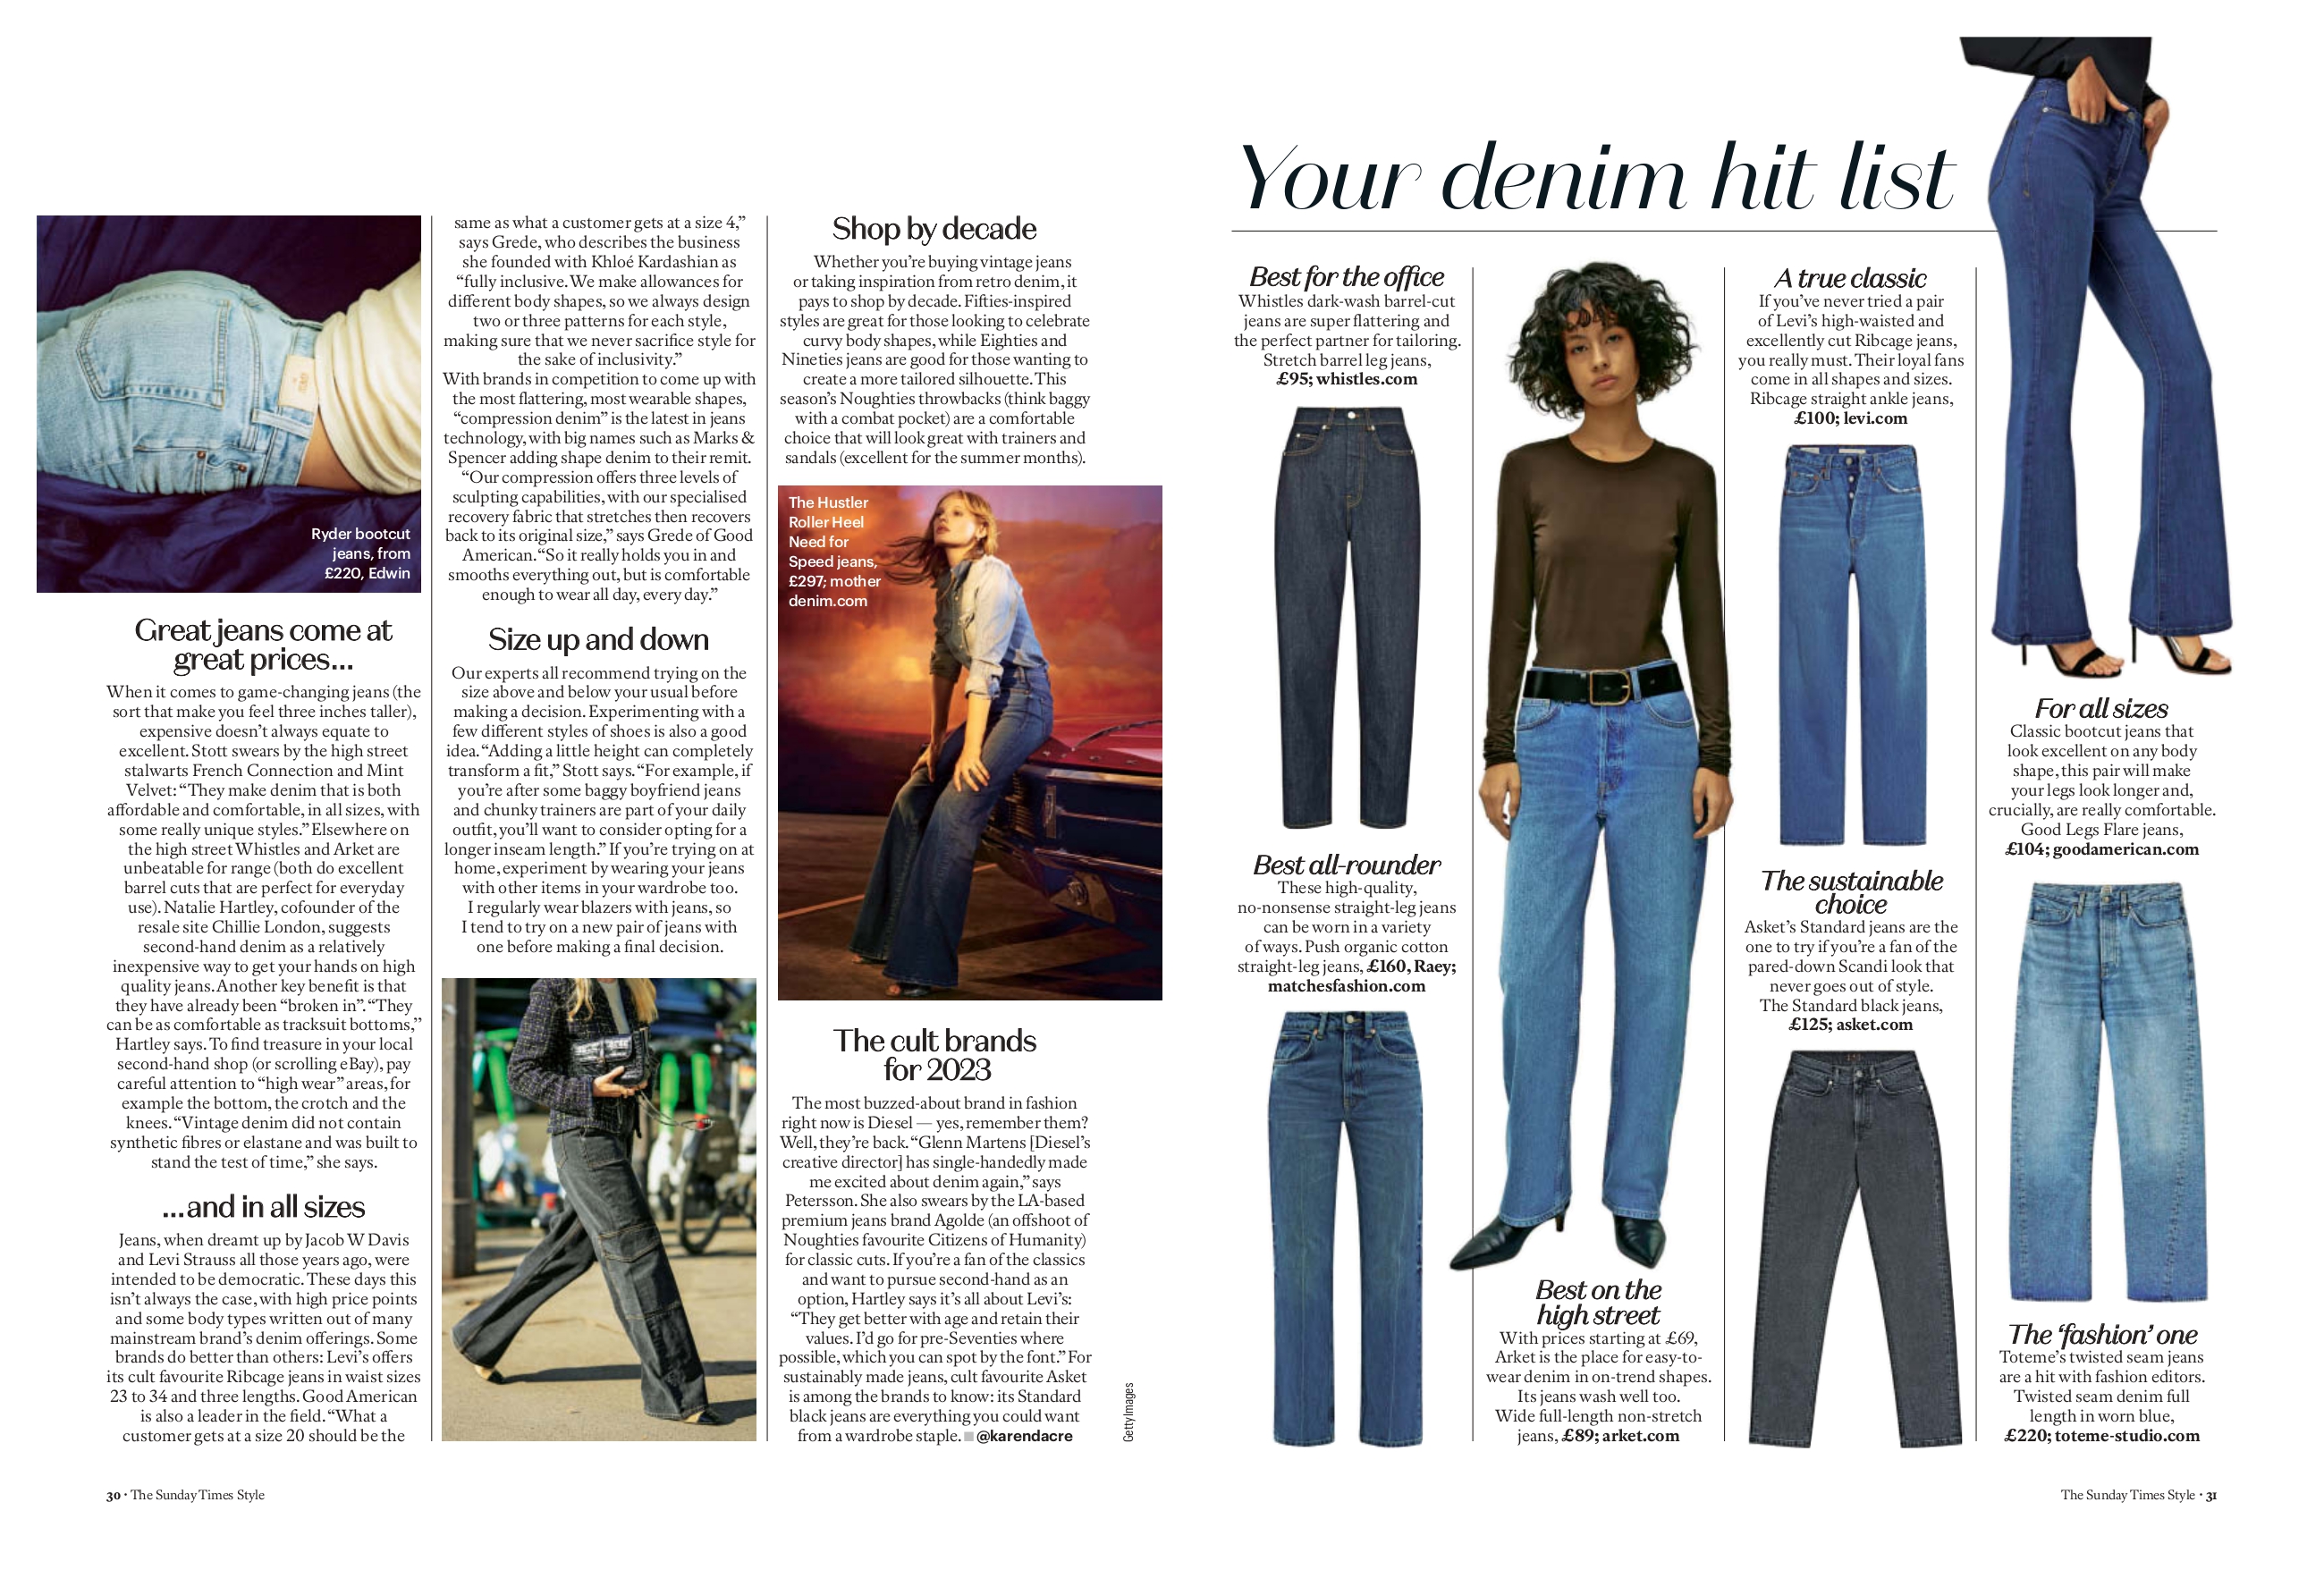 Ryder bootcut
jeans, from
£220, Edwin
Great jeans come at
great prices...
When it comes to game-changing jeans (the
sort that make you feel three inches taller),
expensive doesn’t always equate to
excellent. Stott swears by the high street
stalwarts French Connection and Mint
Velvet: “They make denim that is both
affordable and comfortable, in all sizes, with
some really unique styles.” Elsewhere on
the high street Whistles and Arket are
unbeatable for range (both do excellent
barrel cuts that are perfect for everyday
use). Natalie Hartley, cofounder of the
resale site Chillie London, suggests
second-hand denim as a relatively
inexpensive way to get your hands on high
quality jeans. Another key benefit is that
they have already been “broken in”. “They
can be as comfortable as tracksuit bottoms,”
Hartley says. To find treasure in your local
second-hand shop (or scrolling eBay), pay
careful attention to “high wear” areas, for
example the bottom, the crotch and the
knees. “Vintage denim did not contain
synthetic fibres or elastane and was built to
stand the test of time,” she says.
...and in all sizes
Jeans, when dreamt up by Jacob W Davis
and Levi Strauss all those years ago, were
intended to be democratic. These days this
isn’t always the case, with high price points
and some body types written out of many
mainstream brand’s denim offerings. Some
brands do better than others: Levi’s offers
its cult favourite Ribcage jeans in waist sizes
23 to 34 and three lengths. Good American
is also a leader in the field. “What a
customer gets at a size 20 should be the
same as what a customer gets at a size 4,”
says Grede, who describes the business
she founded with Khloé Kardashian as
“fully inclusive. We make allowances for
different body shapes, so we always design
two or three patterns for each style,
making sure that we never sacrifice style for
the sake of inclusivity.”
With brands in competition to come up with
the most flattering, most wearable shapes,
“compression denim” is the latest in jeans
technology, with big names such as Marks &
Spencer adding shape denim to their remit.
“Our compression offers three levels of
sculpting capabilities, with our specialised
recovery fabric that stretches then recovers
back to its original size,” says Grede of Good
American. “So it really holds you in and
smooths everything out, but is comfortable
enough to wear all day, every day.”
Size up and down
Our experts all recommend trying on the
size above and below your usual before
making a decision. Experimenting with a
few different styles of shoes is also a good
idea. “Adding a little height can completely
transform a fit,” Stott says. “For example, if
you’re after some baggy boyfriend jeans
and chunky trainers are part of your daily
outfit, you’ll want to consider opting for a
longer inseam length.” If you’re trying on at
home, experiment by wearing your jeans
with other items in your wardrobe too.
I regularly wear blazers with jeans, so
I tend to try on a new pair of jeans with
one before making a final decision.
Shop by decade
Whether you’re buying vintage jeans
or taking inspiration from retro denim, it
pays to shop by decade. Fifties-inspired
styles are great for those looking to celebrate
curvy body shapes, while Eighties and
Nineties jeans are good for those wanting to
create a more tailored silhouette. This
season’s Noughties throwbacks (think baggy
with a combat pocket) are a comfortable
choice that will look great with trainers and
sandals (excellent for the summer months).
The Hustler
Roller Heel
Need for
Speed jeans,
£297; mother
denim.com
The cult brands
for 2023
The most buzzed-about brand in fashion
right now is Diesel — yes, remember them?
Well, they’re back. “Glenn Martens [Diesel’s
creative director] has single-handedly made
me excited about denim again,” says
Petersson. She also swears by the LA-based
premium jeans brand Agolde (an offshoot of
Noughties favourite Citizens of Humanity)
for classic cuts. If you’re a fan of the classics
and want to pursue second-hand as an
option, Hartley says it’s all about Levi’s:
“They get better with age and retain their
values. I’d go for pre-Seventies where
possible, which you can spot by the font.” For
sustainably made jeans, cult favourite Asket
is among the brands to know: its Standard
black jeans are everything you could want
from a wardrobe staple. ■ @karendacre
Getty Images
30 • The Sunday Times Style
Your denim hit list
Best for the office
Whistles dark-wash barrel-cut
jeans are super flattering and
the perfect partner for tailoring.
Stretch barrel leg jeans,
£95; whistles.com
Best all-rounder
These high-quality,
no-nonsense straight-leg jeans
can be worn in a variety
of ways. Push organic cotton
straight-leg jeans, £160, Raey;
matchesfashion.com
Best on the
high street
With prices starting at £69,
Arket is the place for easy-to-
wear denim in on-trend shapes.
Its jeans wash well too.
Wide full-length non-stretch
jeans, £89; arket.com
A true classic
If you’ve never tried a pair
of Levi’s high-waisted and
excellently cut Ribcage jeans,
you really must. Their loyal fans
come in all shapes and sizes.
Ribcage straight ankle jeans,
£100; levi.com
The sustainable
choice
Asket’s Standard jeans are the
one to try if you’re a fan of the
pared-down Scandi look that
never goes out of style.
The Standard black jeans,
£125; asket.com
For all sizes
Classic bootcut jeans that
look excellent on any body
shape, this pair will make
your legs look longer and,
crucially, are really comfortable.
Good Legs Flare jeans,
£104; goodamerican.com
The ‘fashion’ one
Toteme’s twisted seam jeans
are a hit with fashion editors.
Twisted seam denim full
length in worn blue,
£220; toteme-studio.com
The Sunday Times Style • 31